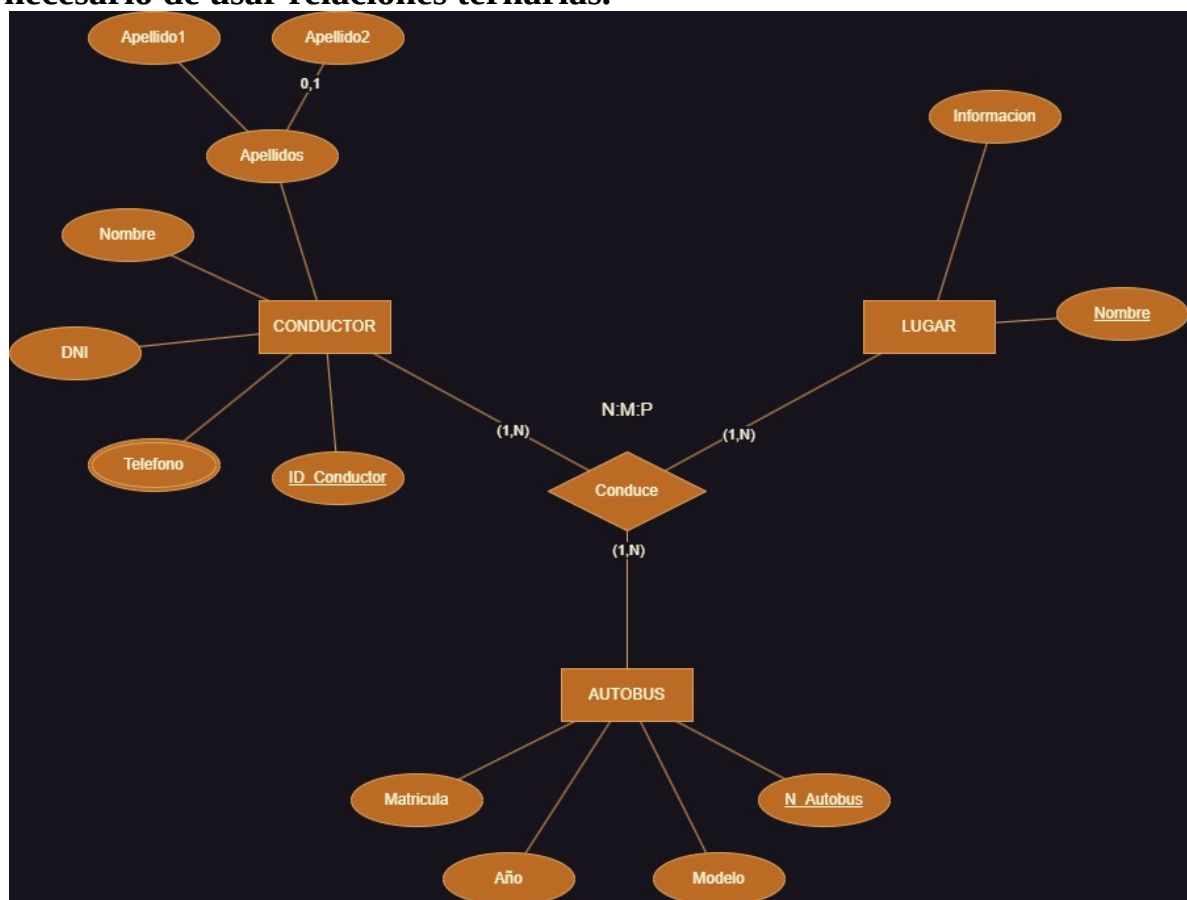 necesario de usar relaciones ternarias.
Apellido1
Apellido2
0,1
Informacion
Apellidos
Nombre
CONDUCTOR
LUGAR
Nombre
DNI
N:M:P
(1,N)
(1,N)
Telefono
ID_Conductor
Conduce
(1,N)
AUTOBUS
Matricula
N_Autobus
Año
Modelo